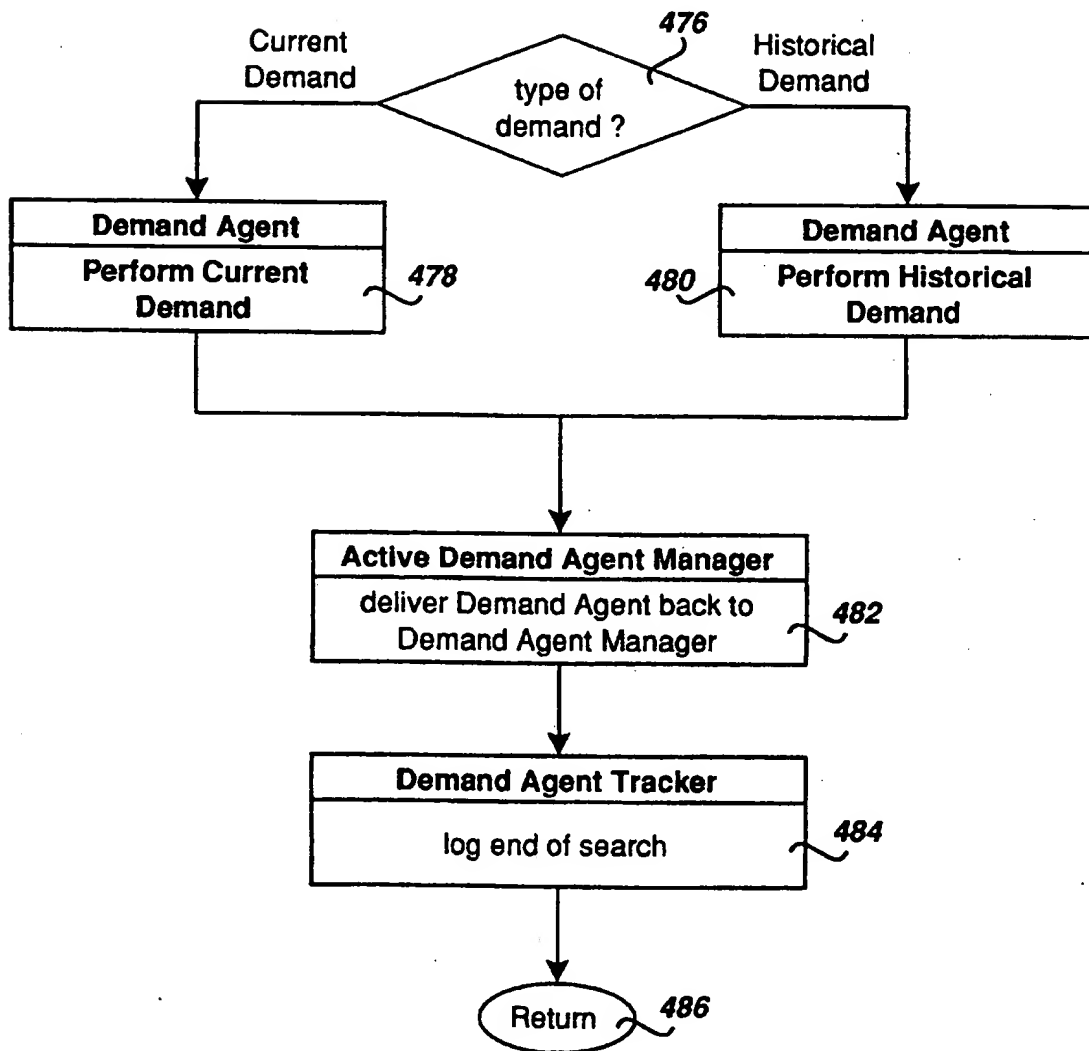 476
Current
Demand
Historical
Demand
type of
demand ?
Demand Agent
Perform Current
Demand
478
Demand Agent
480
Perform Historical
Demand
Active Demand Agent Manager
deliver Demand Agent back to
Demand Agent Manager
482
Demand Agent Tracker
log end of search
484
Return
486